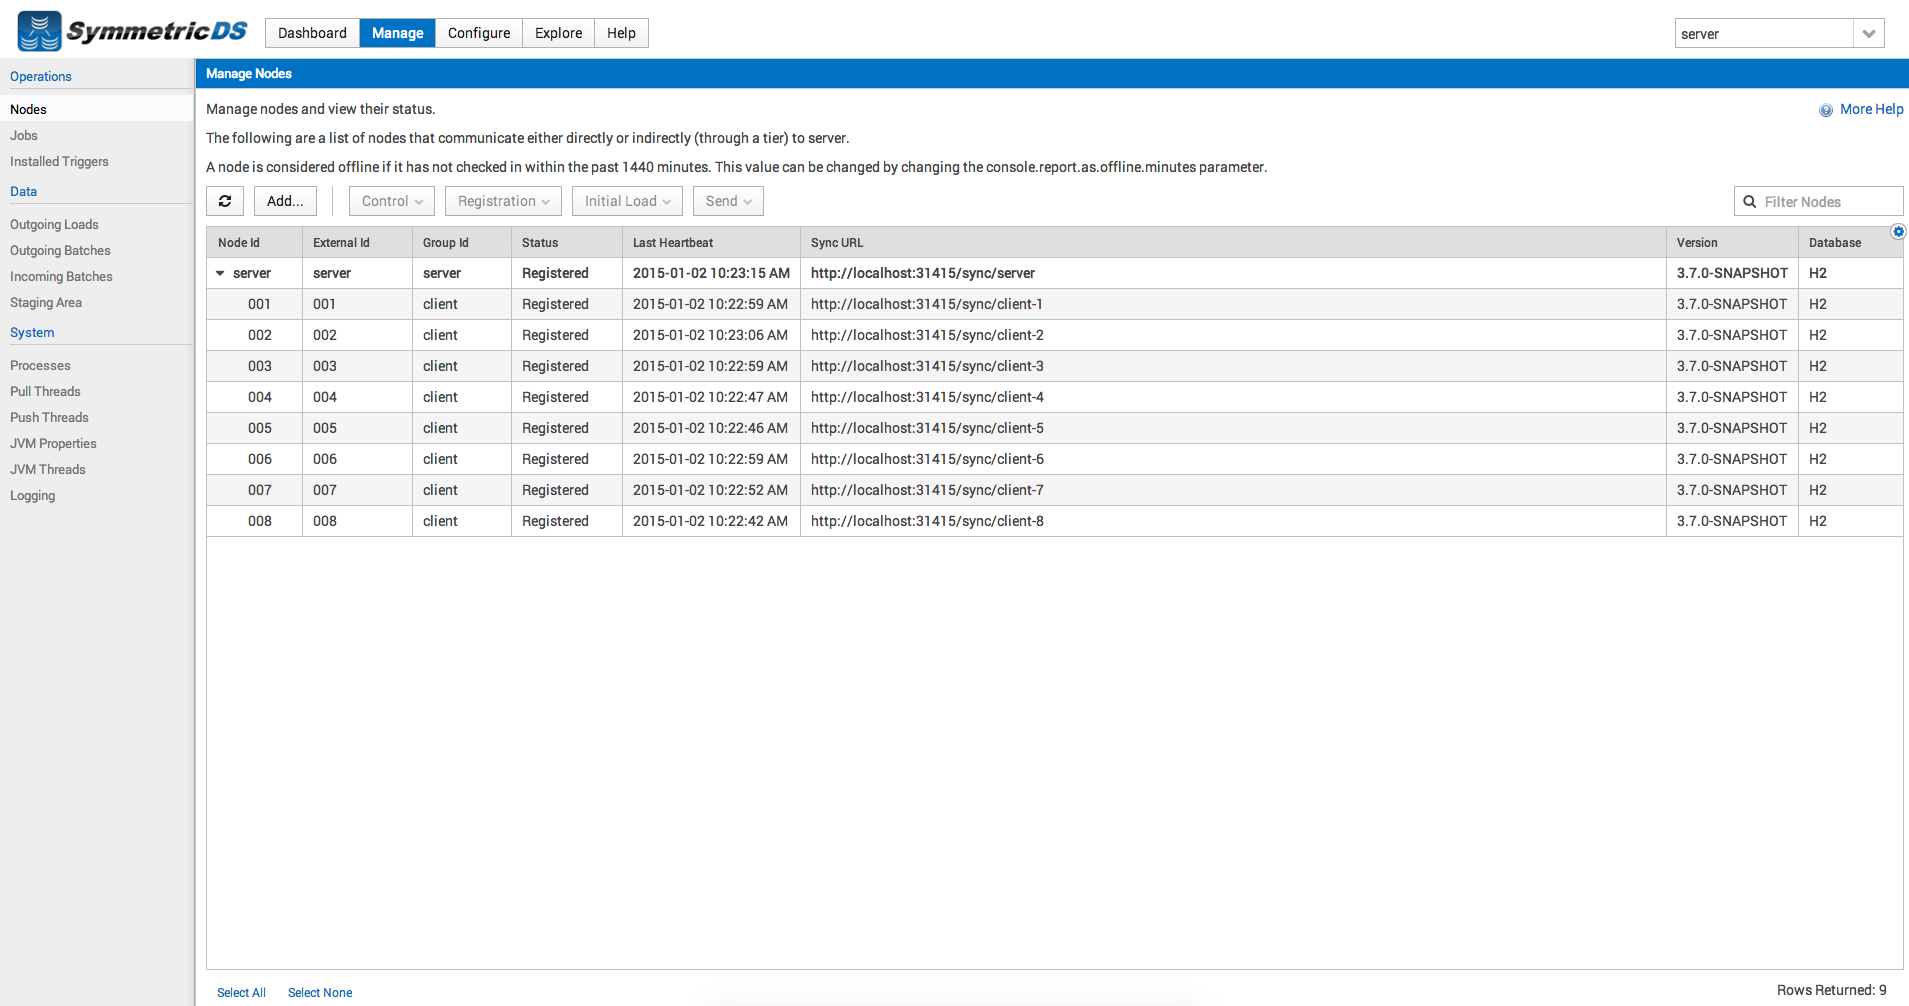 SymmetricDS
Dashboard Manage Configure Explore Help
server
Operations
Nodes
Jobs
Installed Triggers
Data
Outgoing Loads
Outgoing Batches
Incoming Batches
Staging Area
System
Processes
Pull Threads
Push Threads
JVM Properties
JVM Threads
Logging
Manage Nodes
Manage nodes and view their status.
More Help
The following are a list of nodes that communicate either directly or indirectly (through a tier) to server.
A node is considered offline if it has not checked in within the past 1440 minutes. This value can be changed by changing the console.report.as.offline.minutes parameter.
Add... Control Registration Initial Load Send Filter Nodes
Node Id External Id Group Id Status Last Heartbeat Sync URL Version Database
server server server Registered 2015-01-02 10:23:15 AM http://localhost:31415/sync/server 3.7.0-SNAPSHOT H2
001 001 client Registered 2015-01-02 10:22:59 AM http://localhost:31415/sync/client-1 3.7.0-SNAPSHOT H2
002 002 client Registered 2015-01-02 10:23:06 AM http://localhost:31415/sync/client-2 3.7.0-SNAPSHOT H2
003 003 client Registered 2015-01-02 10:22:59 AM http://localhost:31415/sync/client-3 3.7.0-SNAPSHOT H2
004 004 client Registered 2015-01-02 10:22:47 AM http://localhost:31415/sync/client-4 3.7.0-SNAPSHOT H2
005 005 client Registered 2015-01-02 10:22:46 AM http://localhost:31415/sync/client-5 3.7.0-SNAPSHOT H2
006 006 client Registered 2015-01-02 10:22:59 AM http://localhost:31415/sync/client-6 3.7.0-SNAPSHOT H2
007 007 client Registered 2015-01-02 10:22:52 AM http://localhost:31415/sync/client-7 3.7.0-SNAPSHOT H2
008 008 client Registered 2015-01-02 10:22:42 AM http://localhost:31415/sync/client-8 3.7.0-SNAPSHOT H2
Select All Select None Rows Returned: 9